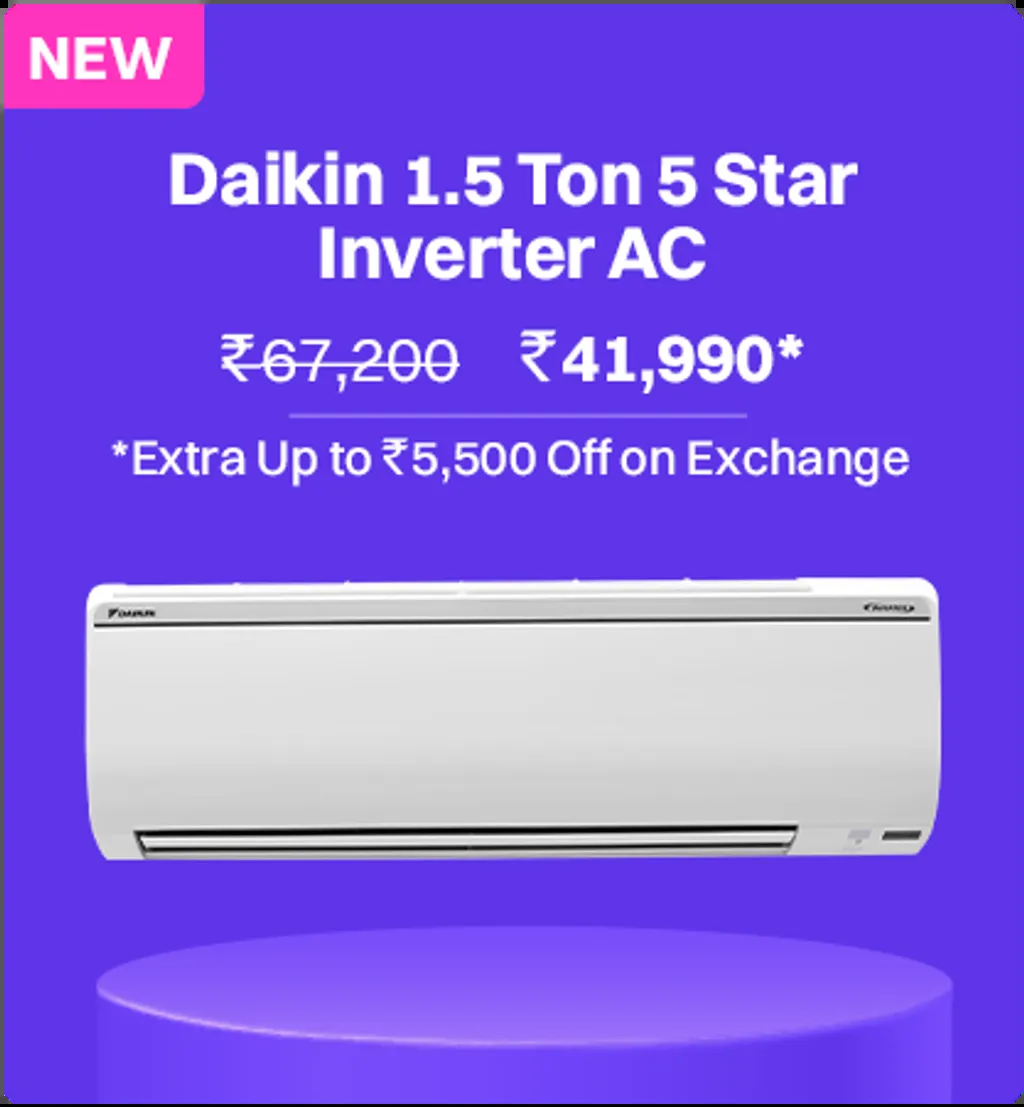 NEW
Daikin 1.5 Ton 5 Star
Inverter AC
₹67,200 ₹41,990*
*Extra Up to ₹5,500 Off on Exchange
DAIKIN